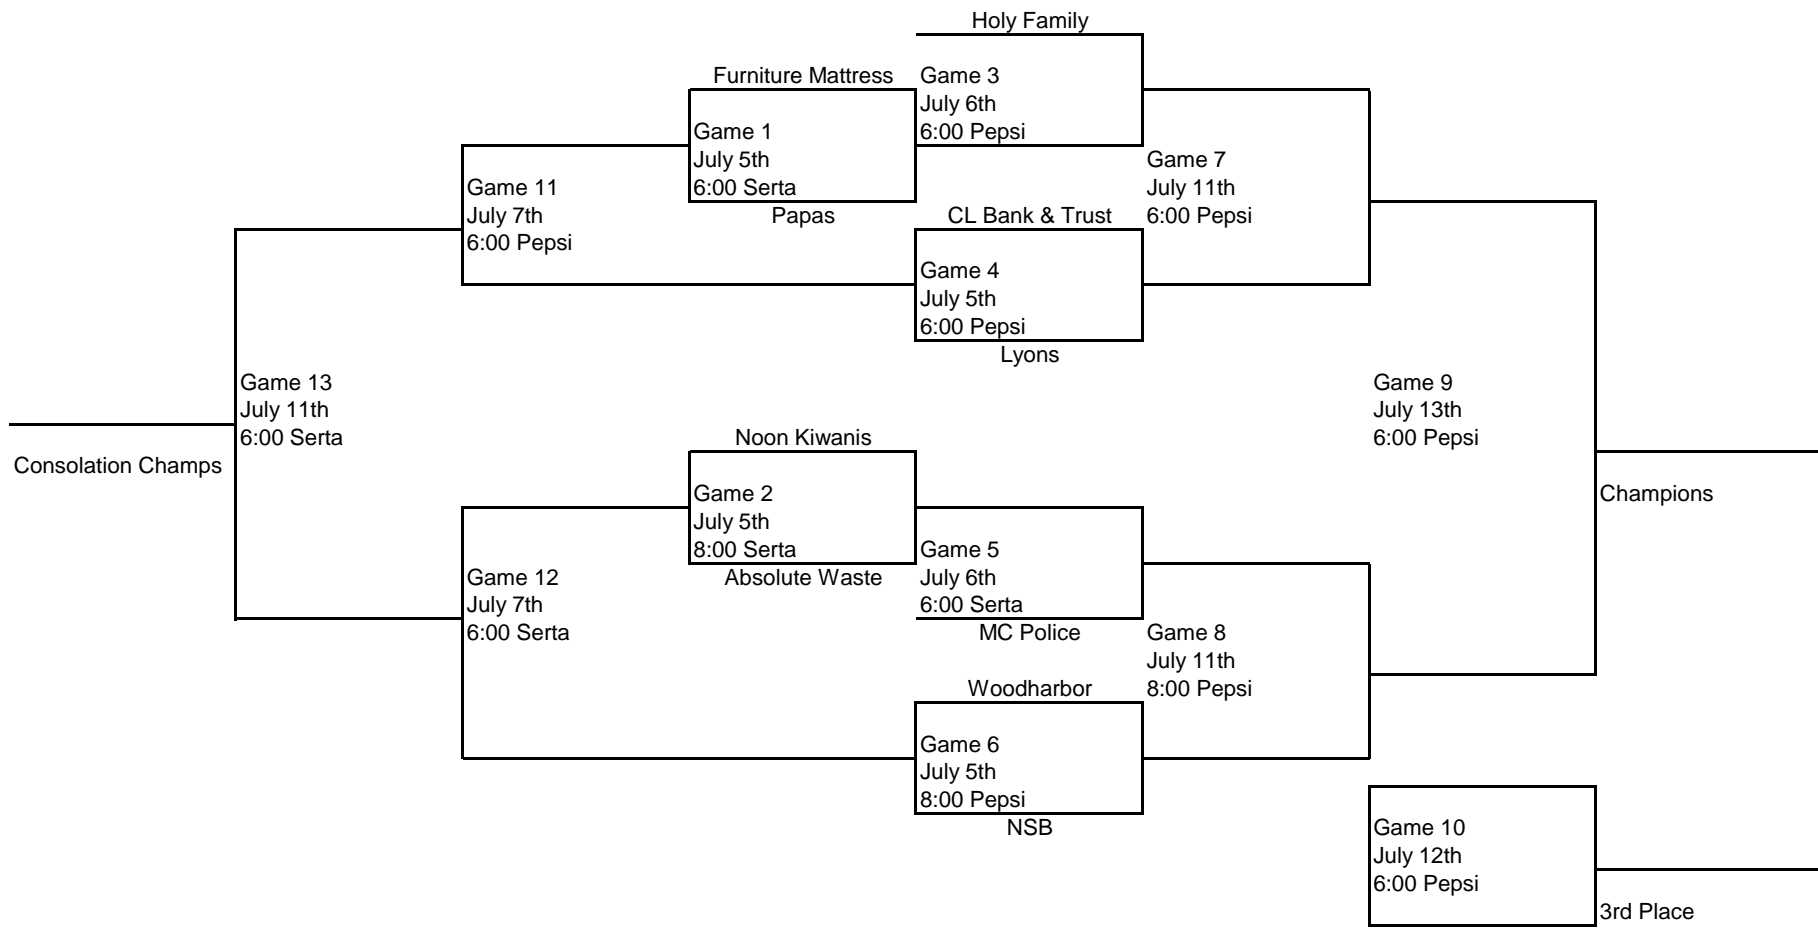 Holy Family
Furniture Mattress
Game 3
July 6th
6:00 Pepsi
Game 1
July 5th
6:00 Serta
Papas
Game 7
July 11th
6:00 Pepsi
Game 11
July 7th
6:00 Pepsi
CL Bank & Trust
Game 4
July 5th
6:00 Pepsi
Lyons
Game 13
July 11th
6:00 Serta
Consolation Champs
Game 9
July 13th
6:00 Pepsi
Champions
Noon Kiwanis
Game 2
July 5th
8:00 Serta
Absolute Waste
Game 5
July 6th
6:00 Serta
MC Police
Game 12
July 7th
6:00 Serta
Game 8
July 11th
8:00 Pepsi
Woodharbor
Game 6
July 5th
8:00 Pepsi
NSB
Game 10
July 12th
6:00 Pepsi
3rd Place